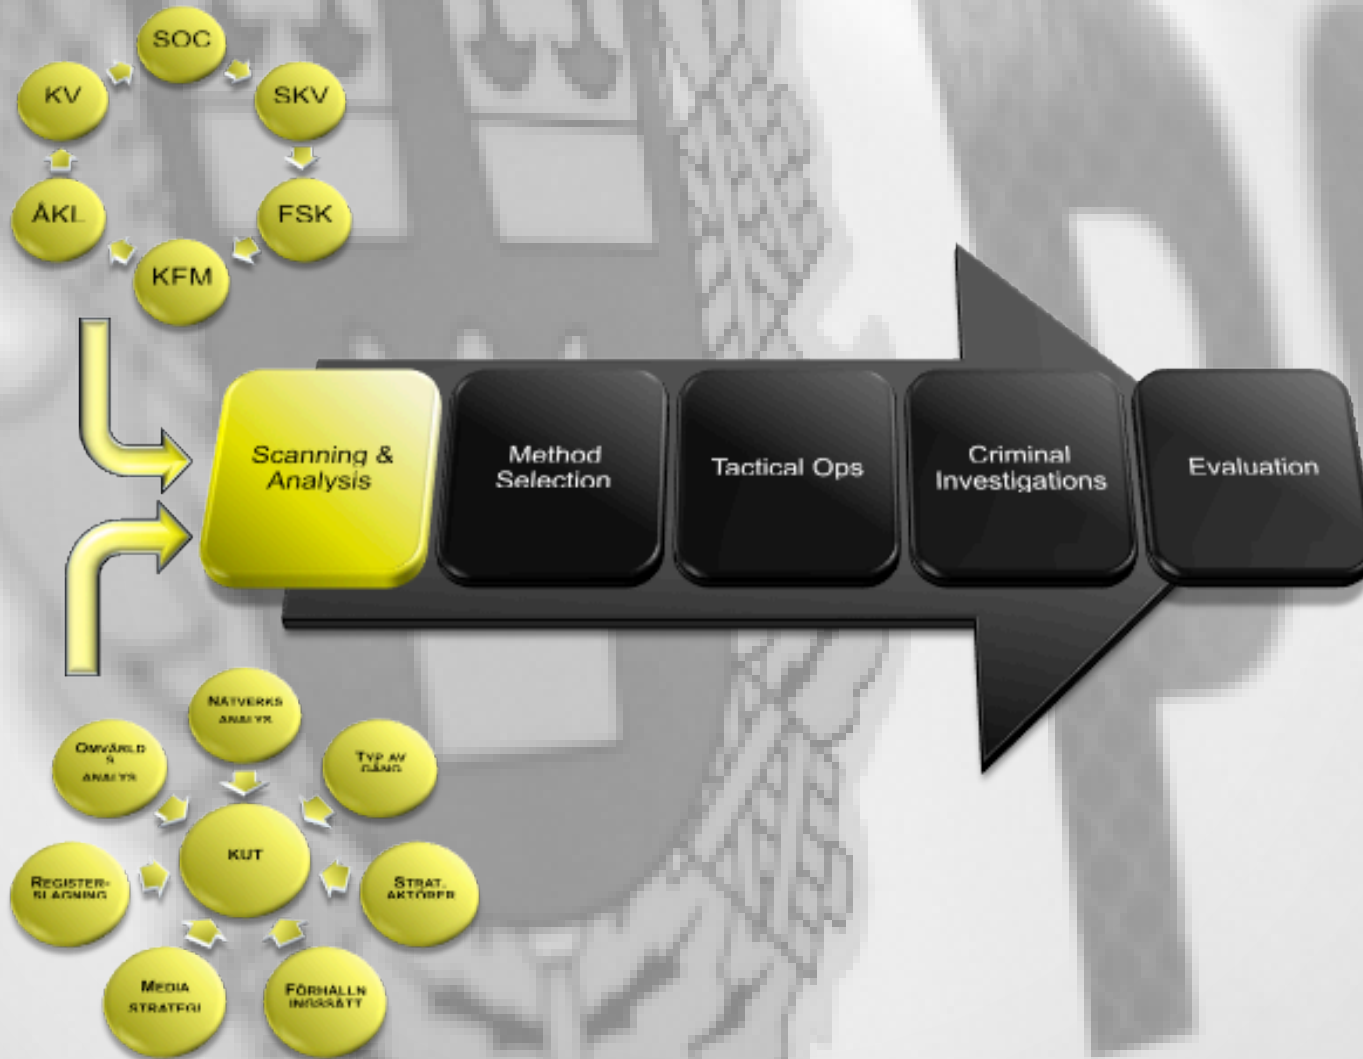 SOC
KV
SKV
ÅKL
FSK
KFM
Scanning &
Analysis
Method
Selection
Tactical Ops
Criminal
Investigations
Evaluation
NÄTVERKS
ANALYS
OMVÄRLD
S
ANALYS
TYP AV
GÄNG
KUT
REGISTER-
SLAGNING
STRAT.
AKTÖRER
MEDIA
STRATEGI
FÖRHÅLLN
INGSSÄTT